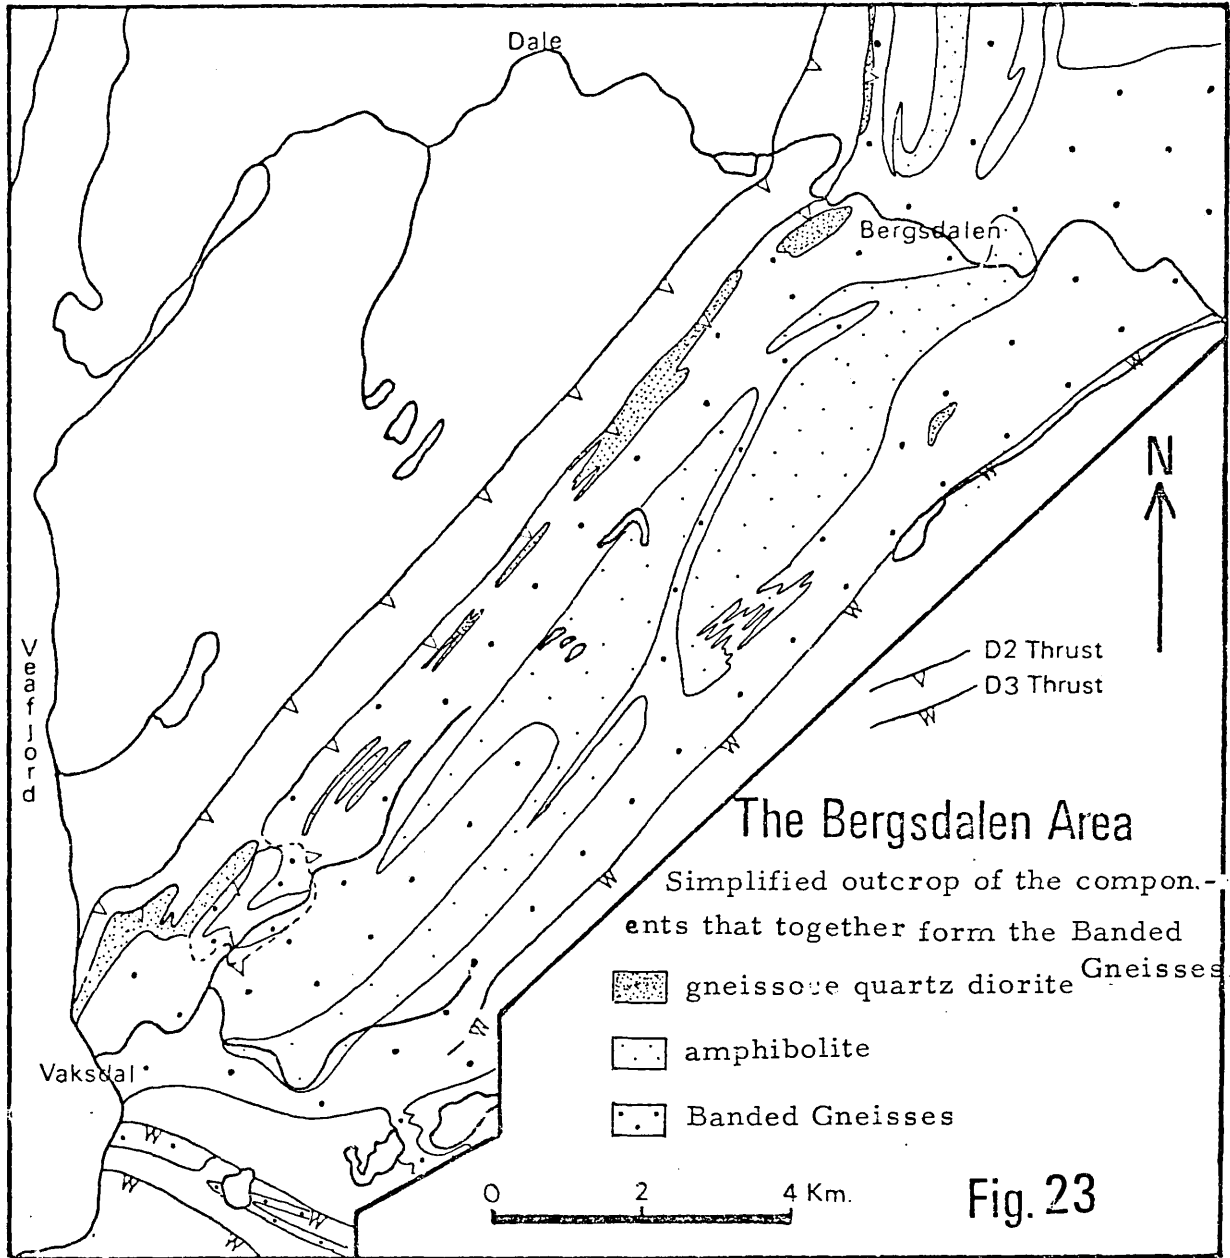 Dale
Bergsdalen
N
Veafjord
D2 Thrust
D3 Thrust
The Bergsdalen Area
Simplified outcrop of the compon.-
ents that together form the Banded
Gneisses
quartz diorite
amphibolite
Banded Gneisses
Vaksdal
0 2 4 Km.
Fig. 23